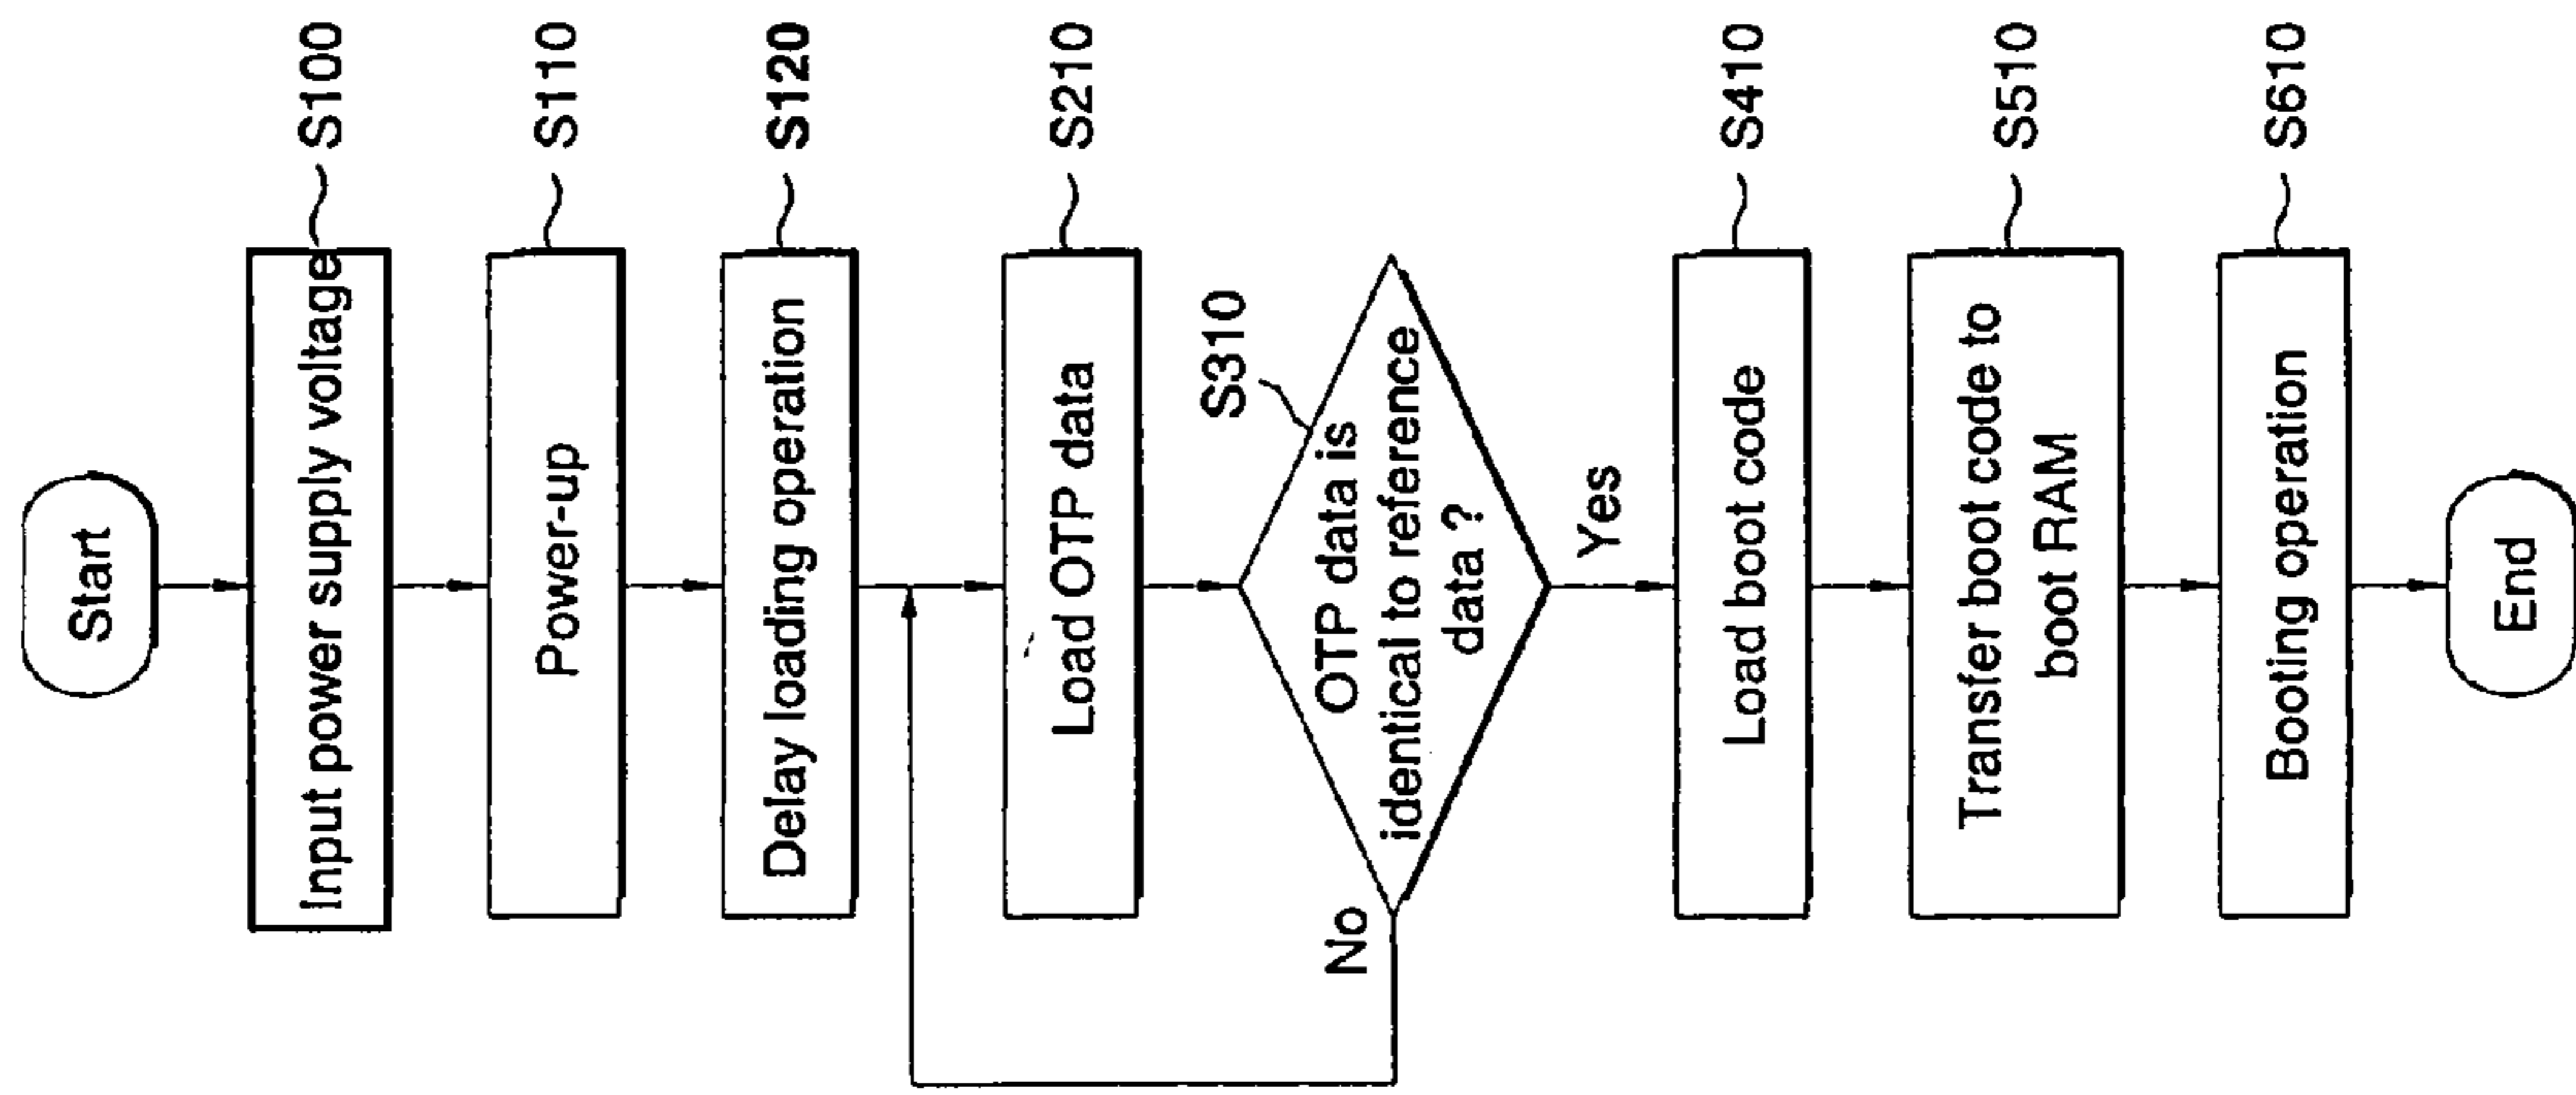 Start
Input power supply voltage
S100
Power-up
S110
Delay loading operation
S120
Load OTP data
S210
S310
OTP data is
identical to reference
data ?
No
Yes
Load boot code
S410
Transfer boot code to
boot RAM
S510
Booting operation
S610
End